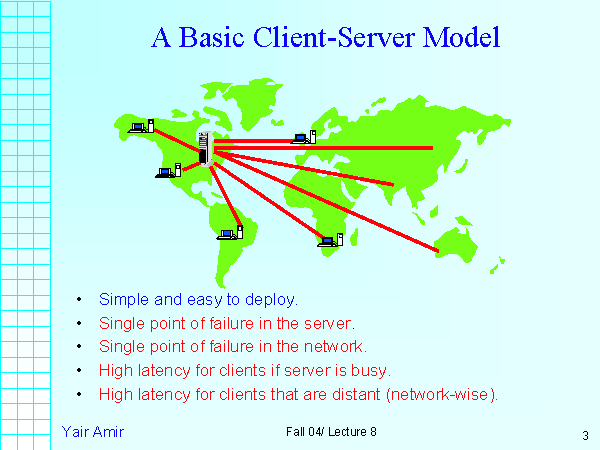 A Basic Client-Server Model
• Simple and easy to deploy.
• Single point of failure in the server.
• Single point of failure in the network.
• High latency for clients if server is busy.
• High latency for clients that are distant (network-wise).
Yair Amir
Fall 04/ Lecture 8
3